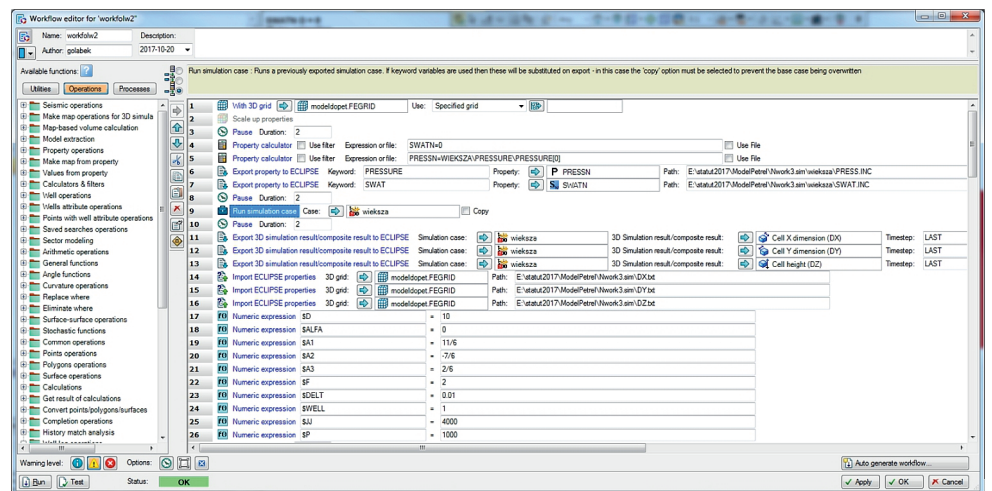 Workflow editor for 'workfolw2'
Name: workfolw2 Description:
Author: golabek 2017-10-20
Available functions: ?
Utilities Operations Processes
Run simulation case : Runs a previously exported simulation case. If keyword variables are used then these will be substituted on export - in this case the 'copy' option must be selected to prevent the base case being overwritten
Seismic operations
Make map operations for 3D simula
Map-based volume calculation
Model extraction
Property operations
Make map from property
Values from property
Calculators & filters
Well operations
Wells attribute operations
Points with well attribute operations
Saved searches operations
Sector modeling
Arithmetic operations
General functions
Angle functions
Curvature operations
Replace where
Eliminate where
Surface-surface operations
Stochastic functions
Common operations
Points operations
Polygons operations
Surface operations
Calculations
Get result of calculations
Convert points/polygons/surfaces
Completion operations
History match analysis
1 With 3D grid modeldopet.FEGRID Use: Specified grid
2 Scale up properties
3 Pause Duration: 2
4 Property calculator Use filter Expression or file: SWATN=0 Use File
5 Property calculator Use filter Expression or file: PRESSN=WIEKSZA\PRESSURE\PRESSURE[0] Use File
6 Export property to ECLIPSE Keyword: PRESSURE Property: P PRESSN Path: E:\statut2017\ModelPetrel\Nwork3.sim\wieksza\PRESS.INC
7 Export property to ECLIPSE Keyword: SWAT Property: SWATN Path: E:\statut2017\ModelPetrel\Nwork3.sim\wieksza\SWAT.INC
8 Pause Duration: 2
9 Run simulation case Case: wieksza Copy
10 Pause Duration: 2
11 Export 3D simulation result/composite result to ECLIPSE Simulation case: wieksza 3D Simulation result/composite result: Cell X dimension (DX) Timestep: LAST
12 Export 3D simulation result/composite result to ECLIPSE Simulation case: wieksza 3D Simulation result/composite result: Cell Y dimension (DY) Timestep: LAST
13 Export 3D simulation result/composite result to ECLIPSE Simulation case: wieksza 3D Simulation result/composite result: Cell height (DZ) Timestep: LAST
14 Import ECLIPSE properties 3D grid: modeldopet.FEGRID Path: E:\statut2017\ModelPetrel\Nwork3.sim\DX.txt
15 Import ECLIPSE properties 3D grid: modeldopet.FEGRID Path: E:\statut2017\ModelPetrel\Nwork3.sim\DY.txt
16 Import ECLIPSE properties 3D grid: modeldopet.FEGRID Path: E:\statut2017\ModelPetrel\Nwork3.sim\DZ.txt
17 Numeric expression $D = 10
18 Numeric expression $ALFA = 0
19 Numeric expression $A1 = 11/6
20 Numeric expression $A2 = -7/6
21 Numeric expression $A3 = 2/6
22 Numeric expression $F = 2
23 Numeric expression $DELT = 0.01
24 Numeric expression $WELL = 1
25 Numeric expression $JJ = 4000
26 Numeric expression $P = 1000
Warning level: Options: Auto generate workflow...
Run Test Status: OK Apply OK Cancel